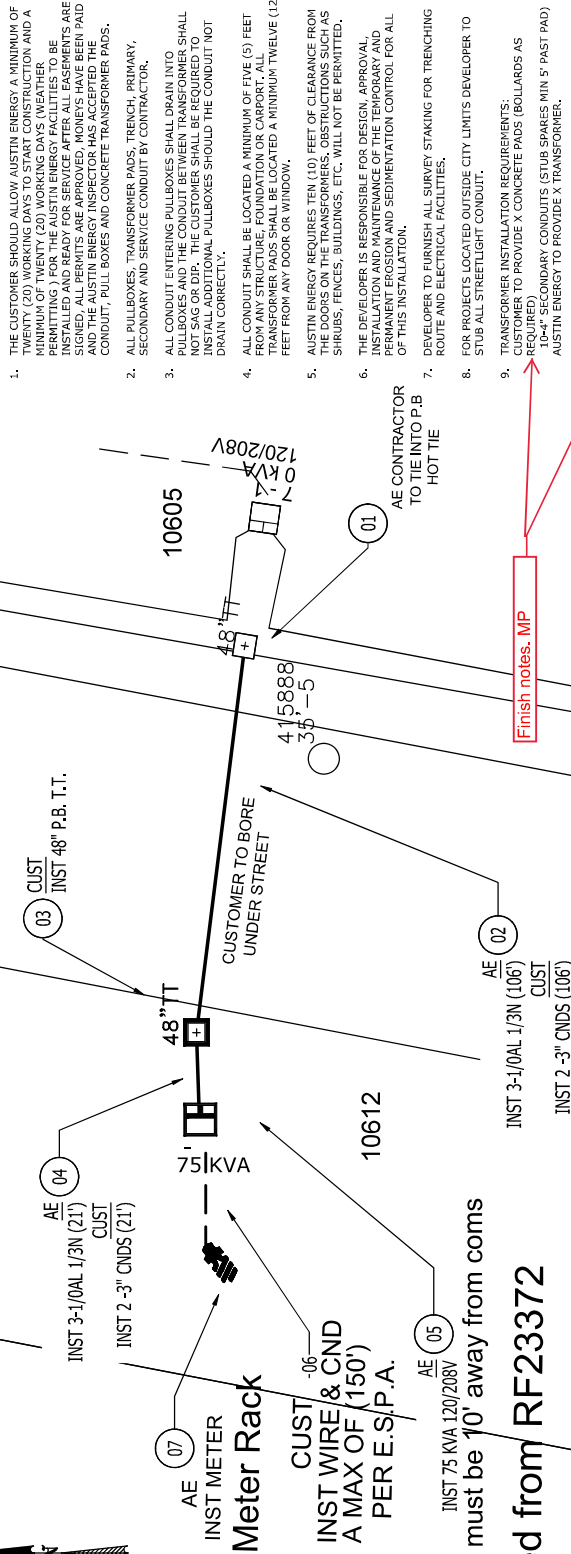 1. THE CUSTOMER SHOULD ALLOW AUSTIN ENERGY A MINIMUM OF
TWENTY (20) WORKING DAYS TO START CONSTRUCTION AND A
MINIMUM OF TWENTY (20) WORKING DAYS (WEATHER
PERMITTING ) FOR THE AUSTIN ENERGY FACILITIES TO BE
INSTALLED AND READY FOR SERVICE AFTER ALL EASEMENTS ARE
SIGNED, ALL PERMITS ARE APPROVED, MONEYS HAVE BEEN PAID
AND THE AUSTIN ENERGY INSPECTOR HAS ACCEPTED THE
CONDUIT, PULL BOXES AND CONCRETE TRANSFORMER PADS.
2. ALL PULLBOXES, TRANSFORMER PADS, TRENCH, PRIMARY,
SECONDARY AND SERVICE CONDUIT BY CONTRACTOR.
3. ALL CONDUIT ENTERING PULLBOXES SHALL DRAIN INTO
PULLBOXES AND THE CONDUIT BETWEEN TRANSFORMER SHALL
NOT SAG OR DIP. THE CUSTOMER SHALL BE REQUIRED TO
INSTALL ADDITIONAL PULLBOXES SHOULD THE CONDUIT NOT
DRAIN CORRECTLY.
4. ALL CONDUIT SHALL BE LOCATED A MINIMUM OF FIVE (5) FEET
FROM ANY STRUCTURE, FOUNDATION OR CARPORT. ALL
TRANSFORMER PADS SHALL BE LOCATED A MINIMUM TWELVE (12
FEET FROM ANY DOOR OR WINDOW.
5. AUSTIN ENERGY REQUIRES TEN (10) FEET OF CLEARANCE FROM
THE DOORS ON THE TRANSFORMERS. OBSTRUCTIONS SUCH AS
SHRUBS, FENCES, BUILDINGS, ETC. WILL NOT BE PERMITTED.
6. THE DEVELOPER IS RESPONSIBLE FOR DESIGN, APPROVAL,
INSTALLATION AND MAINTENANCE OF THE TEMPORARY AND
PERMANENT EROSION AND SEDIMENTATION CONTROL FOR ALL
OF THIS INSTALLATION.
7. DEVELOPER TO FURNISH ALL SURVEY STAKING FOR TRENCHING
ROUTE AND ELECTRICAL FACILITIES.
8. FOR PROJECTS LOCATED OUTSIDE CITY LIMITS DEVELOPER TO
STUB ALL STREETLIGHT CONDUIT.
9. TRANSFORMER INSTALLATION REQUIREMENTS:
CUSTOMER TO PROVIDE X CONCRETE PADS (BOLLARDS AS
REQUIRED)
10-4" SECONDARY CONDUITS (STUB SPARES MIN 5' PAST PAD)
AUSTIN ENERGY TO PROVIDE X TRANSFORMER.
Finish notes. MP
10605
7 - 1
0 kVA
120/208V
01
AE CONTRACTOR
TO TIE INTO P.B
HOT TIE
48"TT
415888
35'-5
CUSTOMER TO BORE
UNDER STREET
03
CUST
INST 48" P.B. T.T.
02
AE
INST 3-1/0AL 1/3N (106')
CUST
INST 2 -3" CNDS (106')
48"TT
10612
75 KVA
04
AE
INST 3-1/0AL 1/3N (21')
CUST
INST 2 -3" CNDS (21')
07
AE
INST METER
Meter Rack
-06-
CUST
INST WIRE & CND
A MAX OF (150')
PER E.S.P.A.
05
AE
INST 75 KVA 120/208V
must be 10' away from coms
d from RF23372